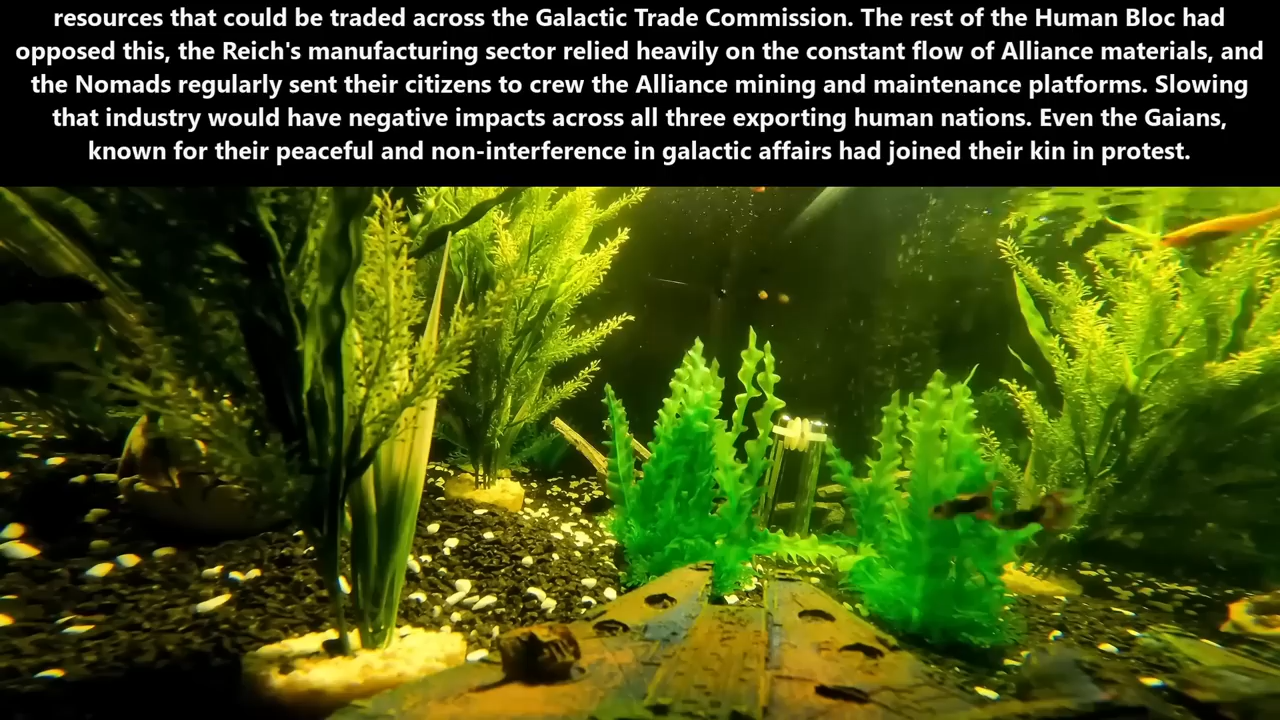 resources that could be traded across the Galactic Trade Commission. The rest of the Human Bloc had
opposed this, the Reich's manufacturing sector relied heavily on the constant flow of Alliance materials, and
the Nomads regularly sent their citizens to crew the Alliance mining and maintenance platforms. Slowing
that industry would have negative impacts across all three exporting human nations. Even the Gaians,
known for their peaceful and non-interference in galactic affairs had joined their kin in protest.